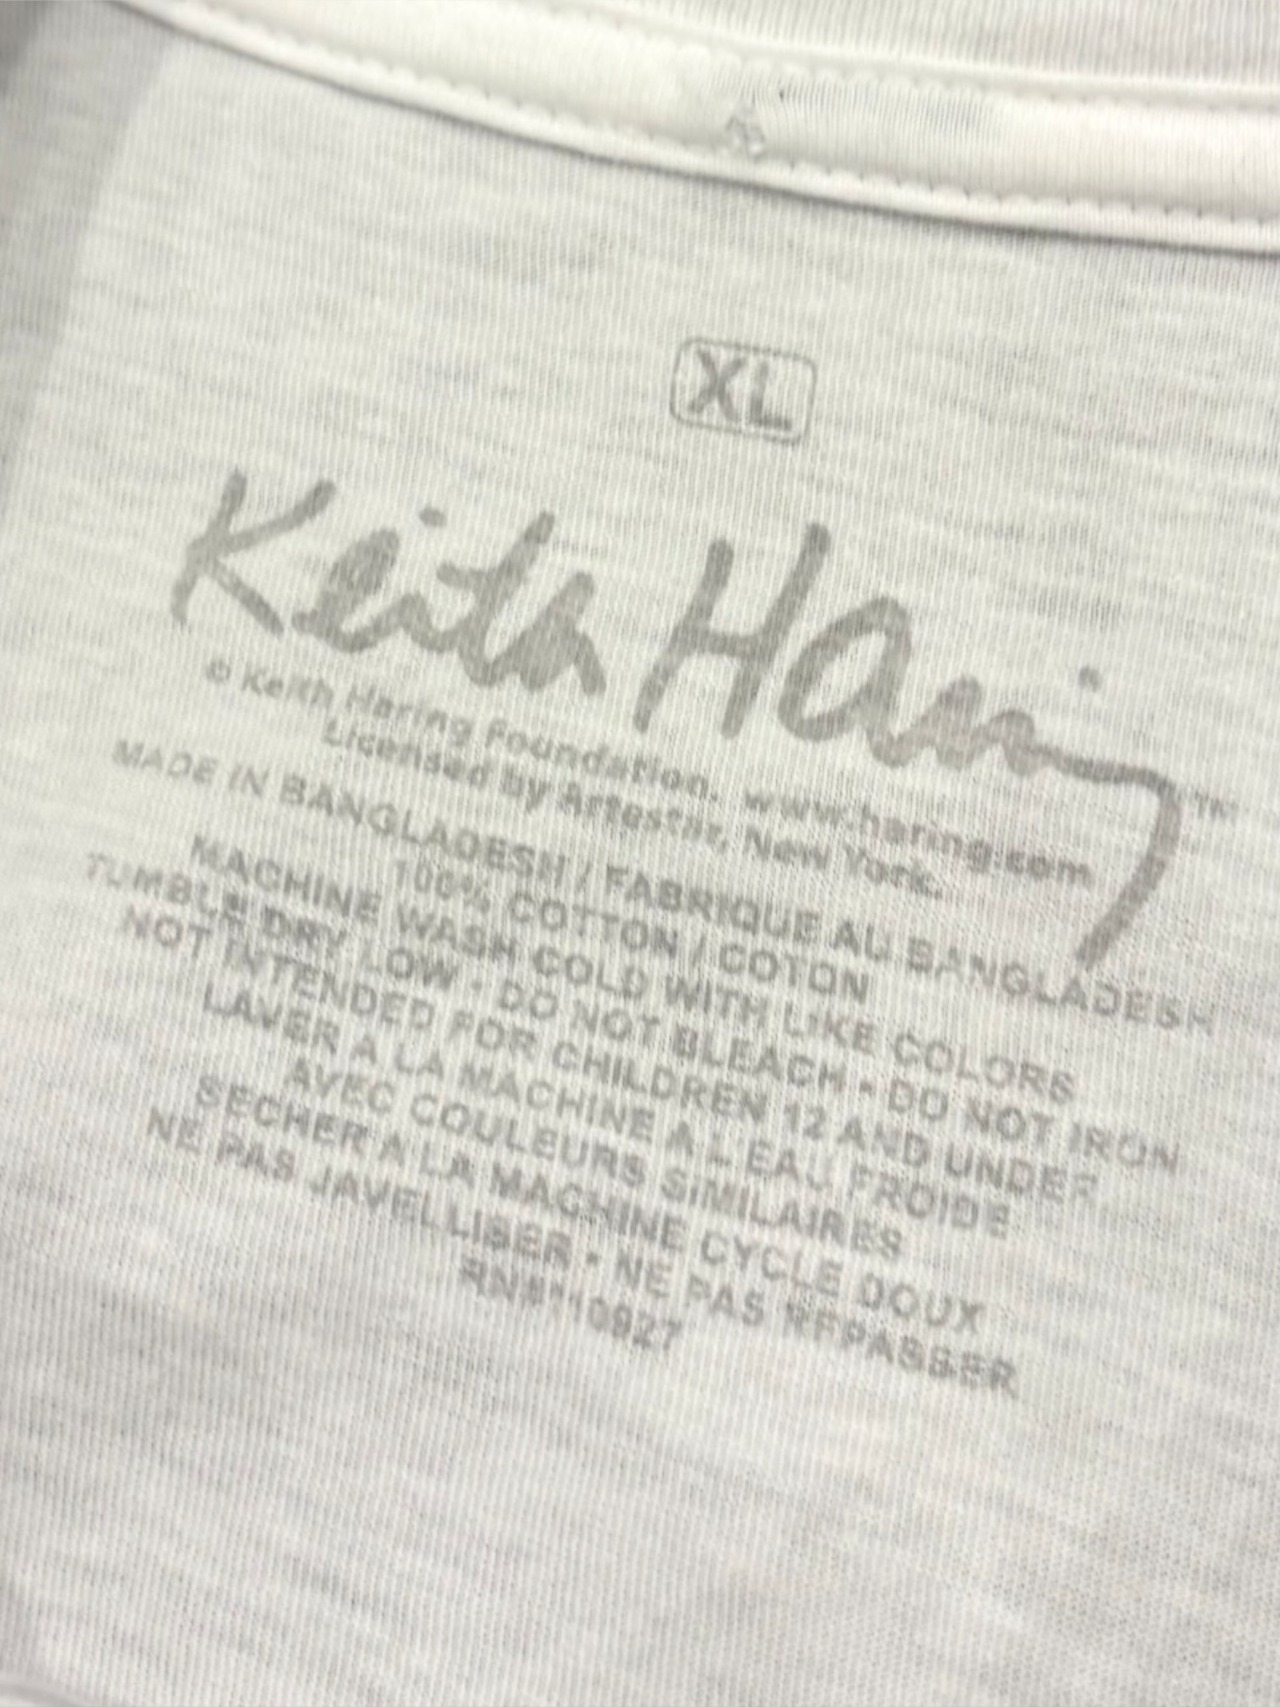 XL
Keith Haring ™
© Keith Haring Foundation. www.haring.com
Licensed by Artestar, New York.
MADE IN BANGLADESH / FABRIQUE AU BANGLADESH
100% COTTON / COTON
MACHINE WASH COLD WITH LIKE COLORS
TUMBLE DRY LOW - DO NOT BLEACH - DO NOT IRON
NOT INTENDED FOR CHILDREN 12 AND UNDER
LAVER A LA MACHINE A L'EAU FROIDE
AVEC COULEURS SIMILAIRES
SECHER A LA MACHINE CYCLE DOUX
NE PAS JAVELLISER - NE PAS REPASSER